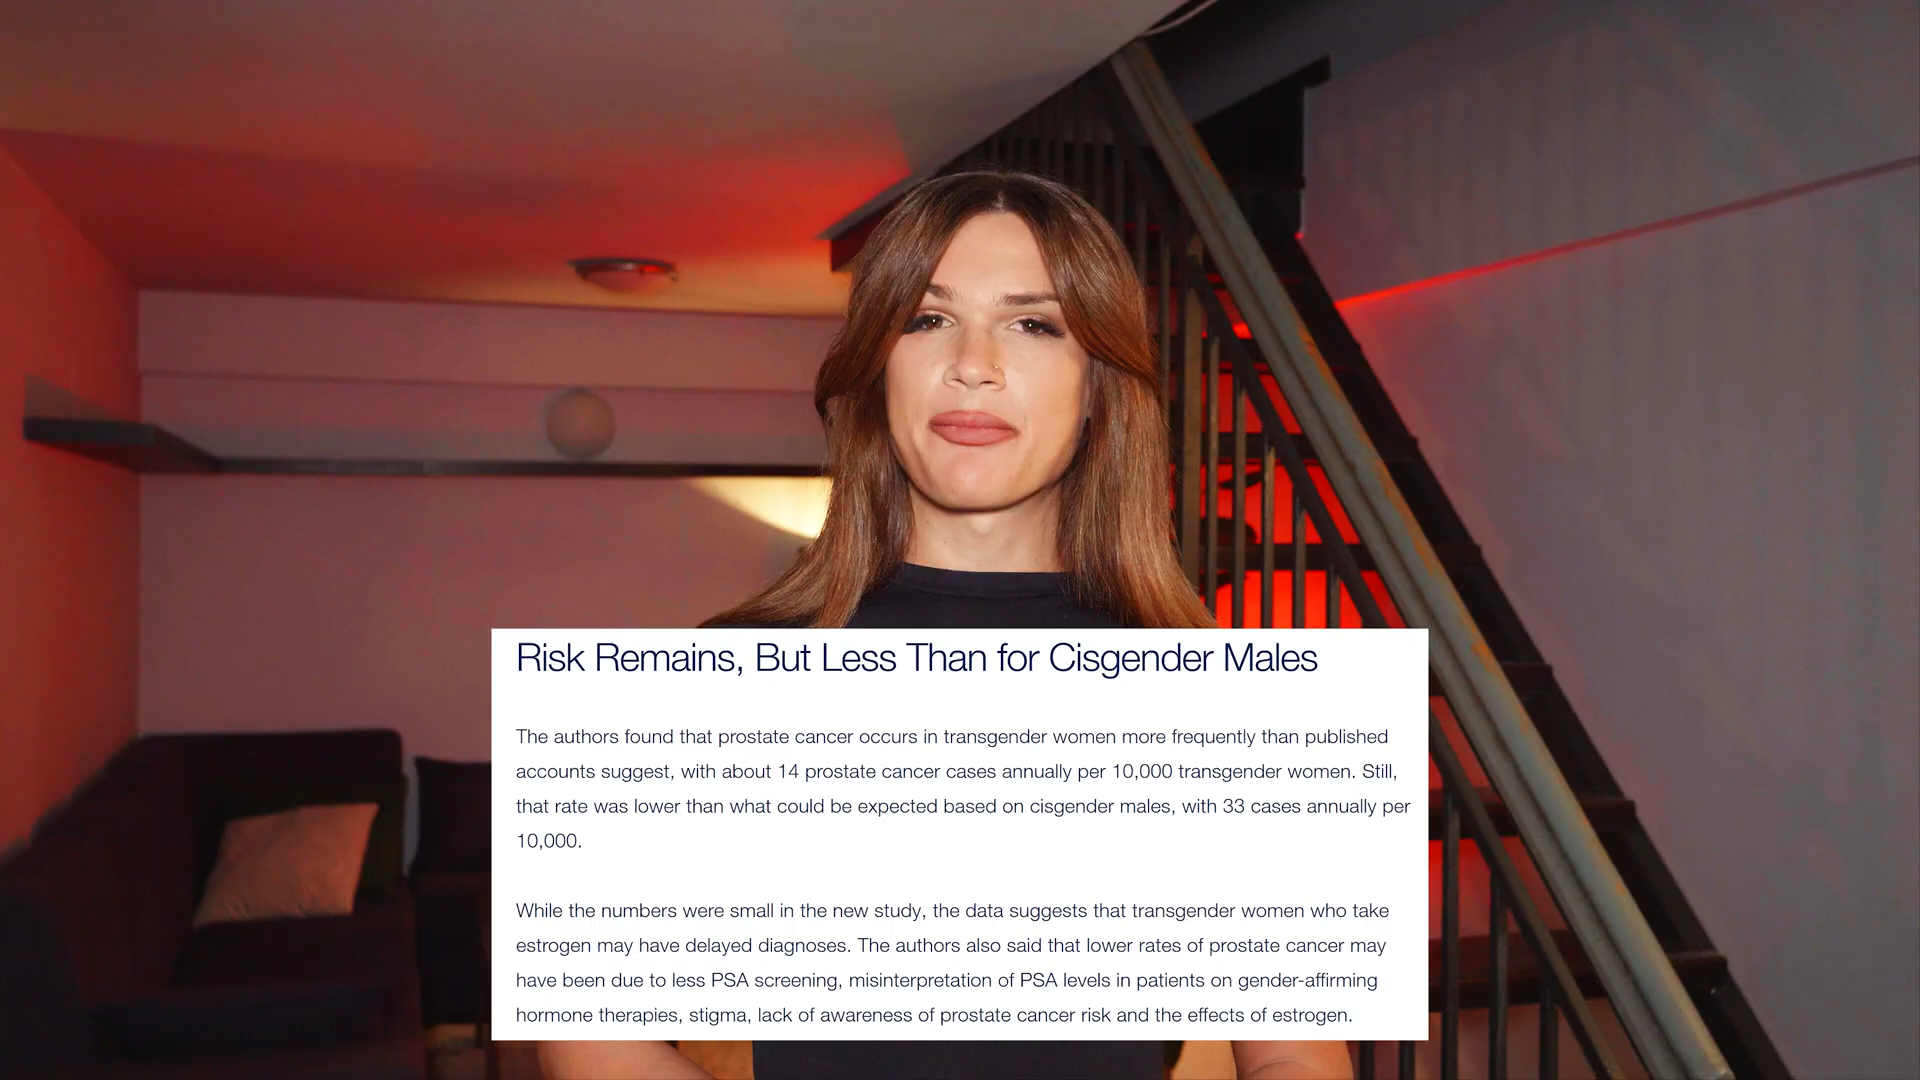 Risk Remains, But Less Than for Cisgender Males
The authors found that prostate cancer occurs in transgender women more frequently than published
accounts suggest, with about 14 prostate cancer cases annually per 10,000 transgender women. Still,
that rate was lower than what could be expected based on cisgender males, with 33 cases annually per
10,000.
While the numbers were small in the new study, the data suggests that transgender women who take
estrogen may have delayed diagnoses. The authors also said that lower rates of prostate cancer may
have been due to less PSA screening, misinterpretation of PSA levels in patients on gender-affirming
hormone therapies, stigma, lack of awareness of prostate cancer risk and the effects of estrogen.